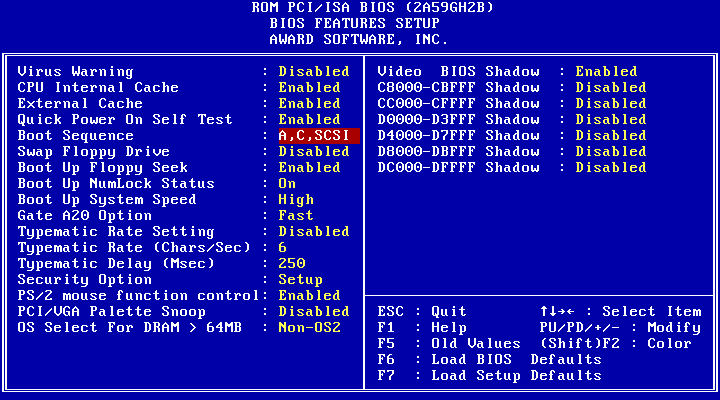 ROM PCI/ISA BIOS (2A59GH2B)
BIOS FEATURES SETUP
AWARD SOFTWARE, INC.
Virus Warning : Disabled
CPU Internal Cache : Enabled
External Cache : Enabled
Quick Power On Self Test : Enabled
Boot Sequence : A,C,SCSI
Swap Floppy Drive : Disabled
Boot Up Floppy Seek : Enabled
Boot Up NumLock Status : On
Boot Up System Speed : High
Gate A20 Option : Fast
Typematic Rate Setting : Disabled
Typematic Rate (Chars/Sec) : 6
Typematic Delay (Msec) : 250
Security Option : Setup
PS/2 mouse function control: Enabled
PCI/VGA Palette Snoop : Disabled
OS Select For DRAM > 64MB : Non-OS2
Video BIOS Shadow : Enabled
C8000-CBFFF Shadow : Disabled
CC000-CFFFF Shadow : Disabled
D0000-D3FFF Shadow : Disabled
D4000-D7FFF Shadow : Disabled
D8000-DBFFF Shadow : Disabled
DC000-DFFFF Shadow : Disabled
ESC : Quit ↑↓→← : Select Item
F1 : Help PU/PD/+/- : Modify
F5 : Old Values (Shift)F2 : Color
F6 : Load BIOS Defaults
F7 : Load Setup Defaults